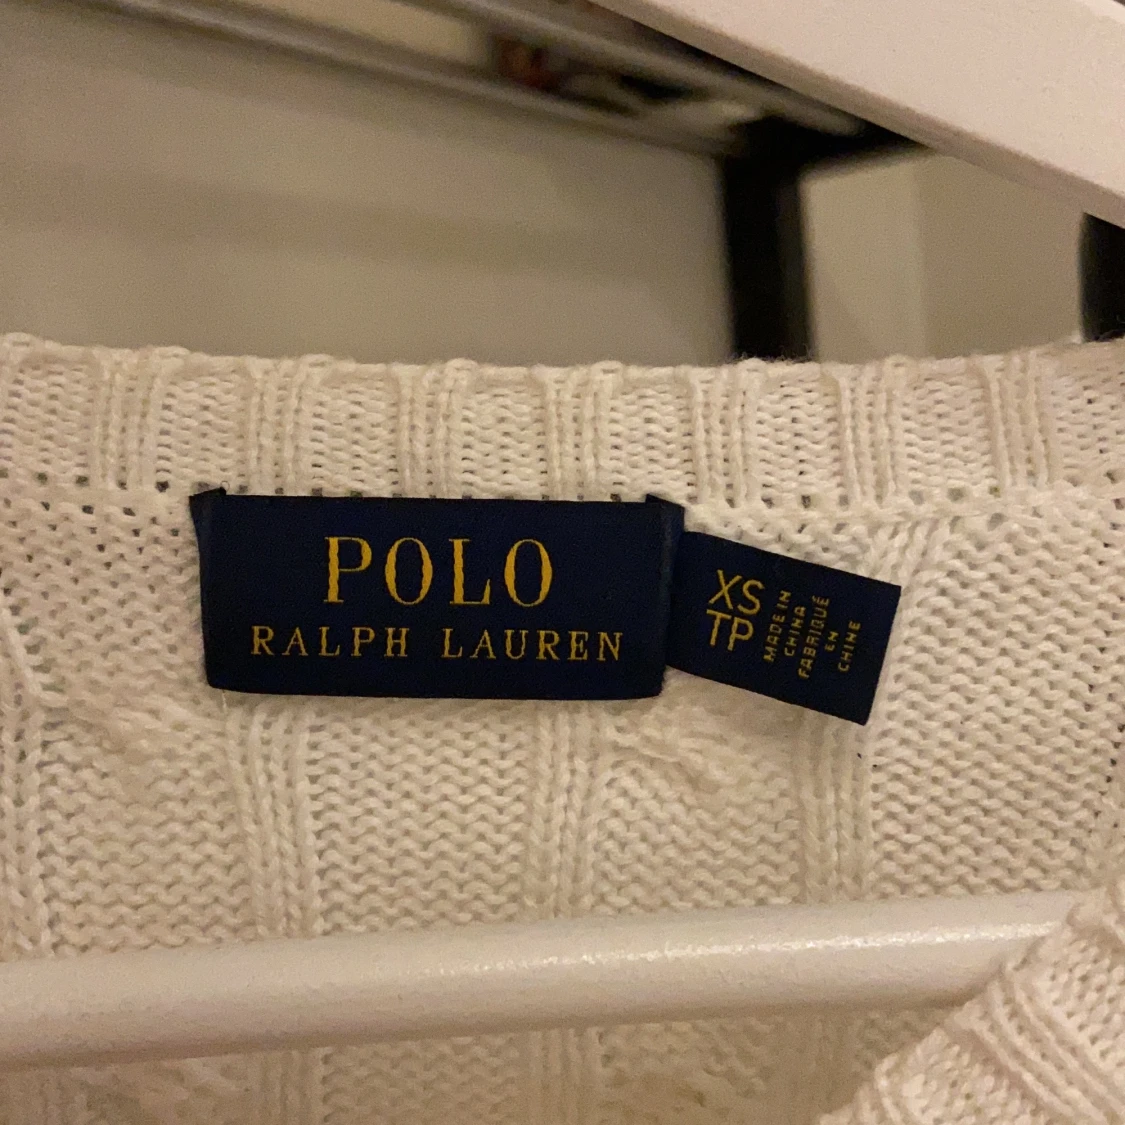 POLO
RALPH LAUREN
XS
TP
MADE IN
CHINA
FABRIQUÉ
EN
CHINE